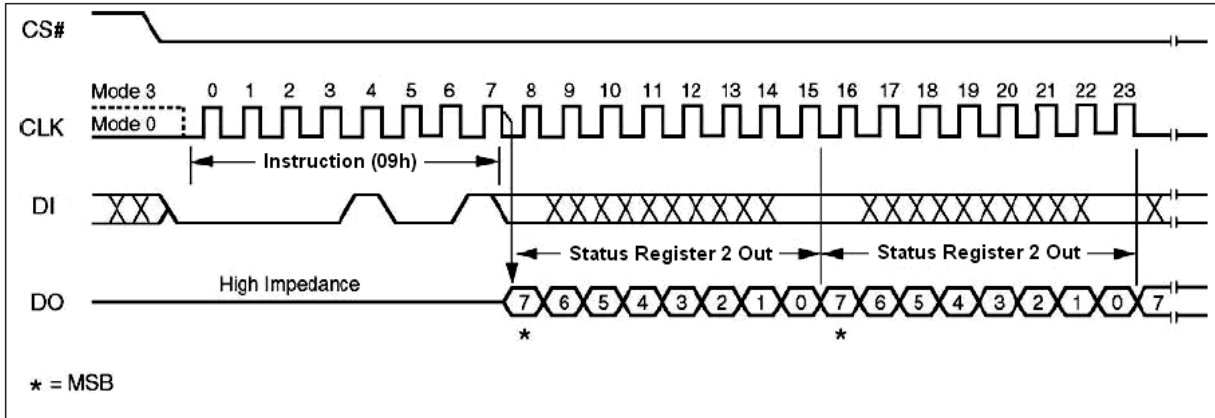 CS#
Mode 3 0 1 2 3 4 5 6 7 8 9 10 11 12 13 14 15 16 17 18 19 20 21 22 23
CLK Mode 0
Instruction (09h)
DI
Status Register 2 Out Status Register 2 Out
High Impedance
DO 7 6 5 4 3 2 1 0 7 6 5 4 3 2 1 0 7
* *
* = MSB